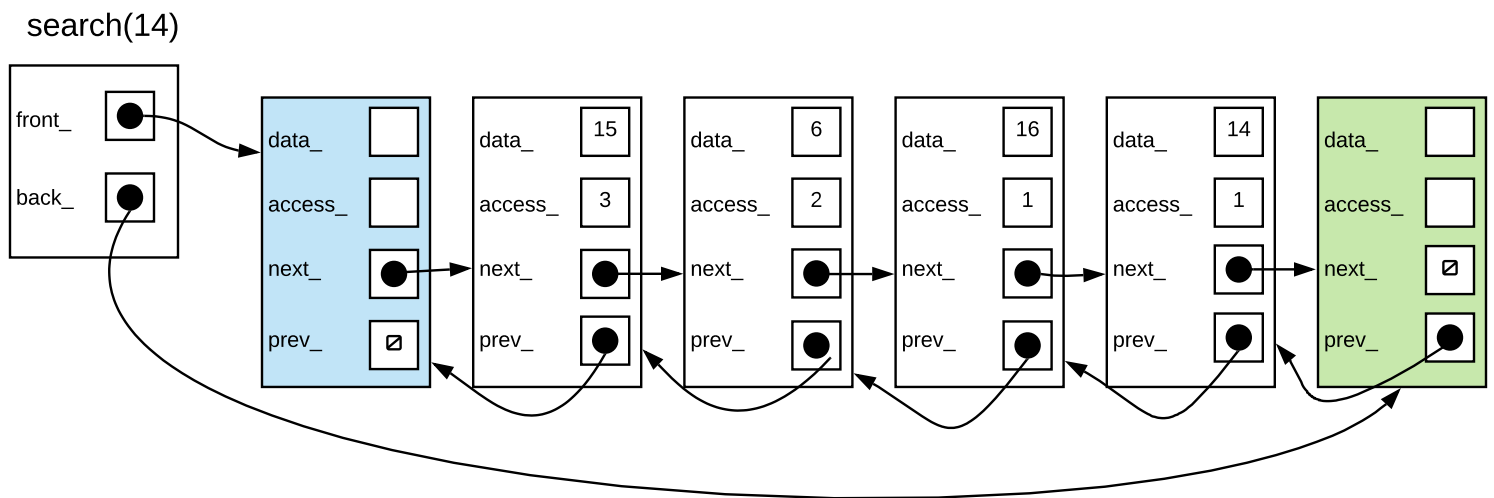 search(14)
front_
back_
data_
access_
next_
prev_
data_ 15
access_ 3
next_
prev_
data_ 6
access_ 2
next_
prev_
data_ 16
access_ 1
next_
prev_
data_ 14
access_ 1
next_
prev_
data_
access_
next_
prev_